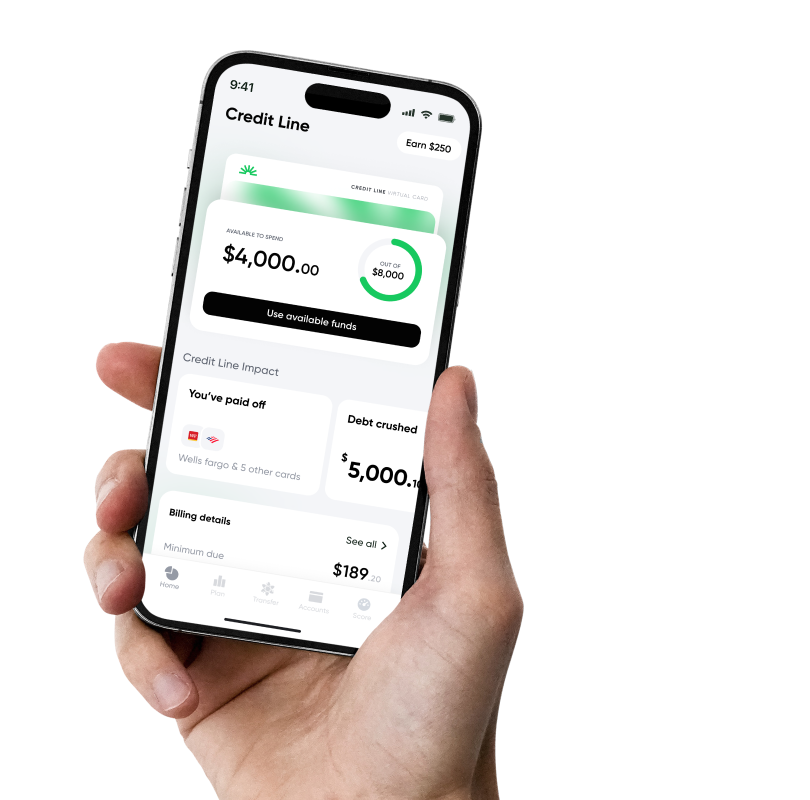 9:41
Credit Line
Earn $250
CREDIT LINE VIRTUAL CARD
AVAILABLE TO SPEND
$4,000.00
OUT OF
$8,000
Use available funds
Credit Line Impact
You've paid off
Wells fargo & 5 other cards
Debt crushed
$5,000.10
Billing details
See all
Minimum due
$189.20
Home
Plan
Transfer
Accounts
Score